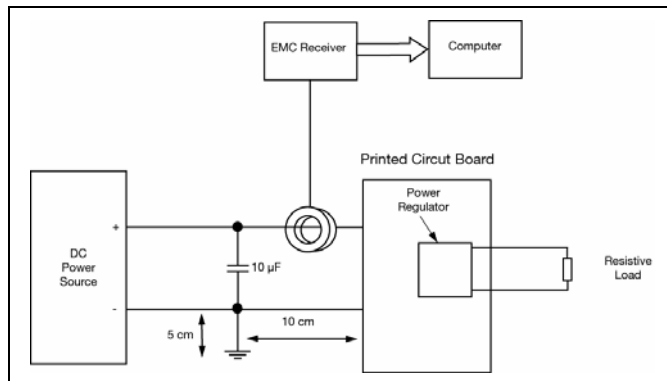 EMC Receiver
Computer
Printed Circut Board
Power
Regulator
+
DC
Power
Source
-
10 µF
Resistive
Load
5 cm
10 cm